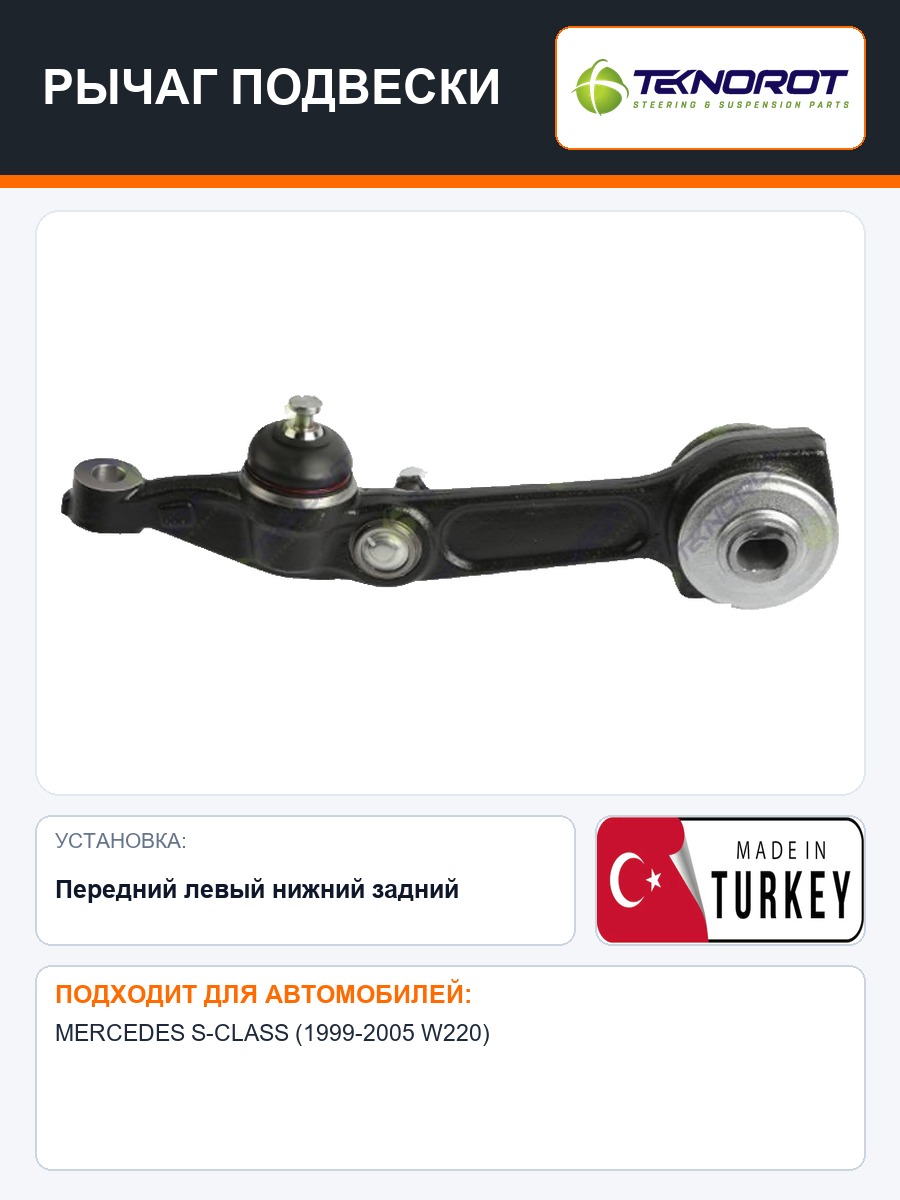 РЫЧАГ ПОДВЕСКИ
TEKNOROT
STEERING & SUSPENSION PARTS
УСТАНОВКА:
Передний левый нижний задний
MADE IN
TURKEY
ПОДХОДИТ ДЛЯ АВТОМОБИЛЕЙ:
MERCEDES S-CLASS (1999-2005 W220)